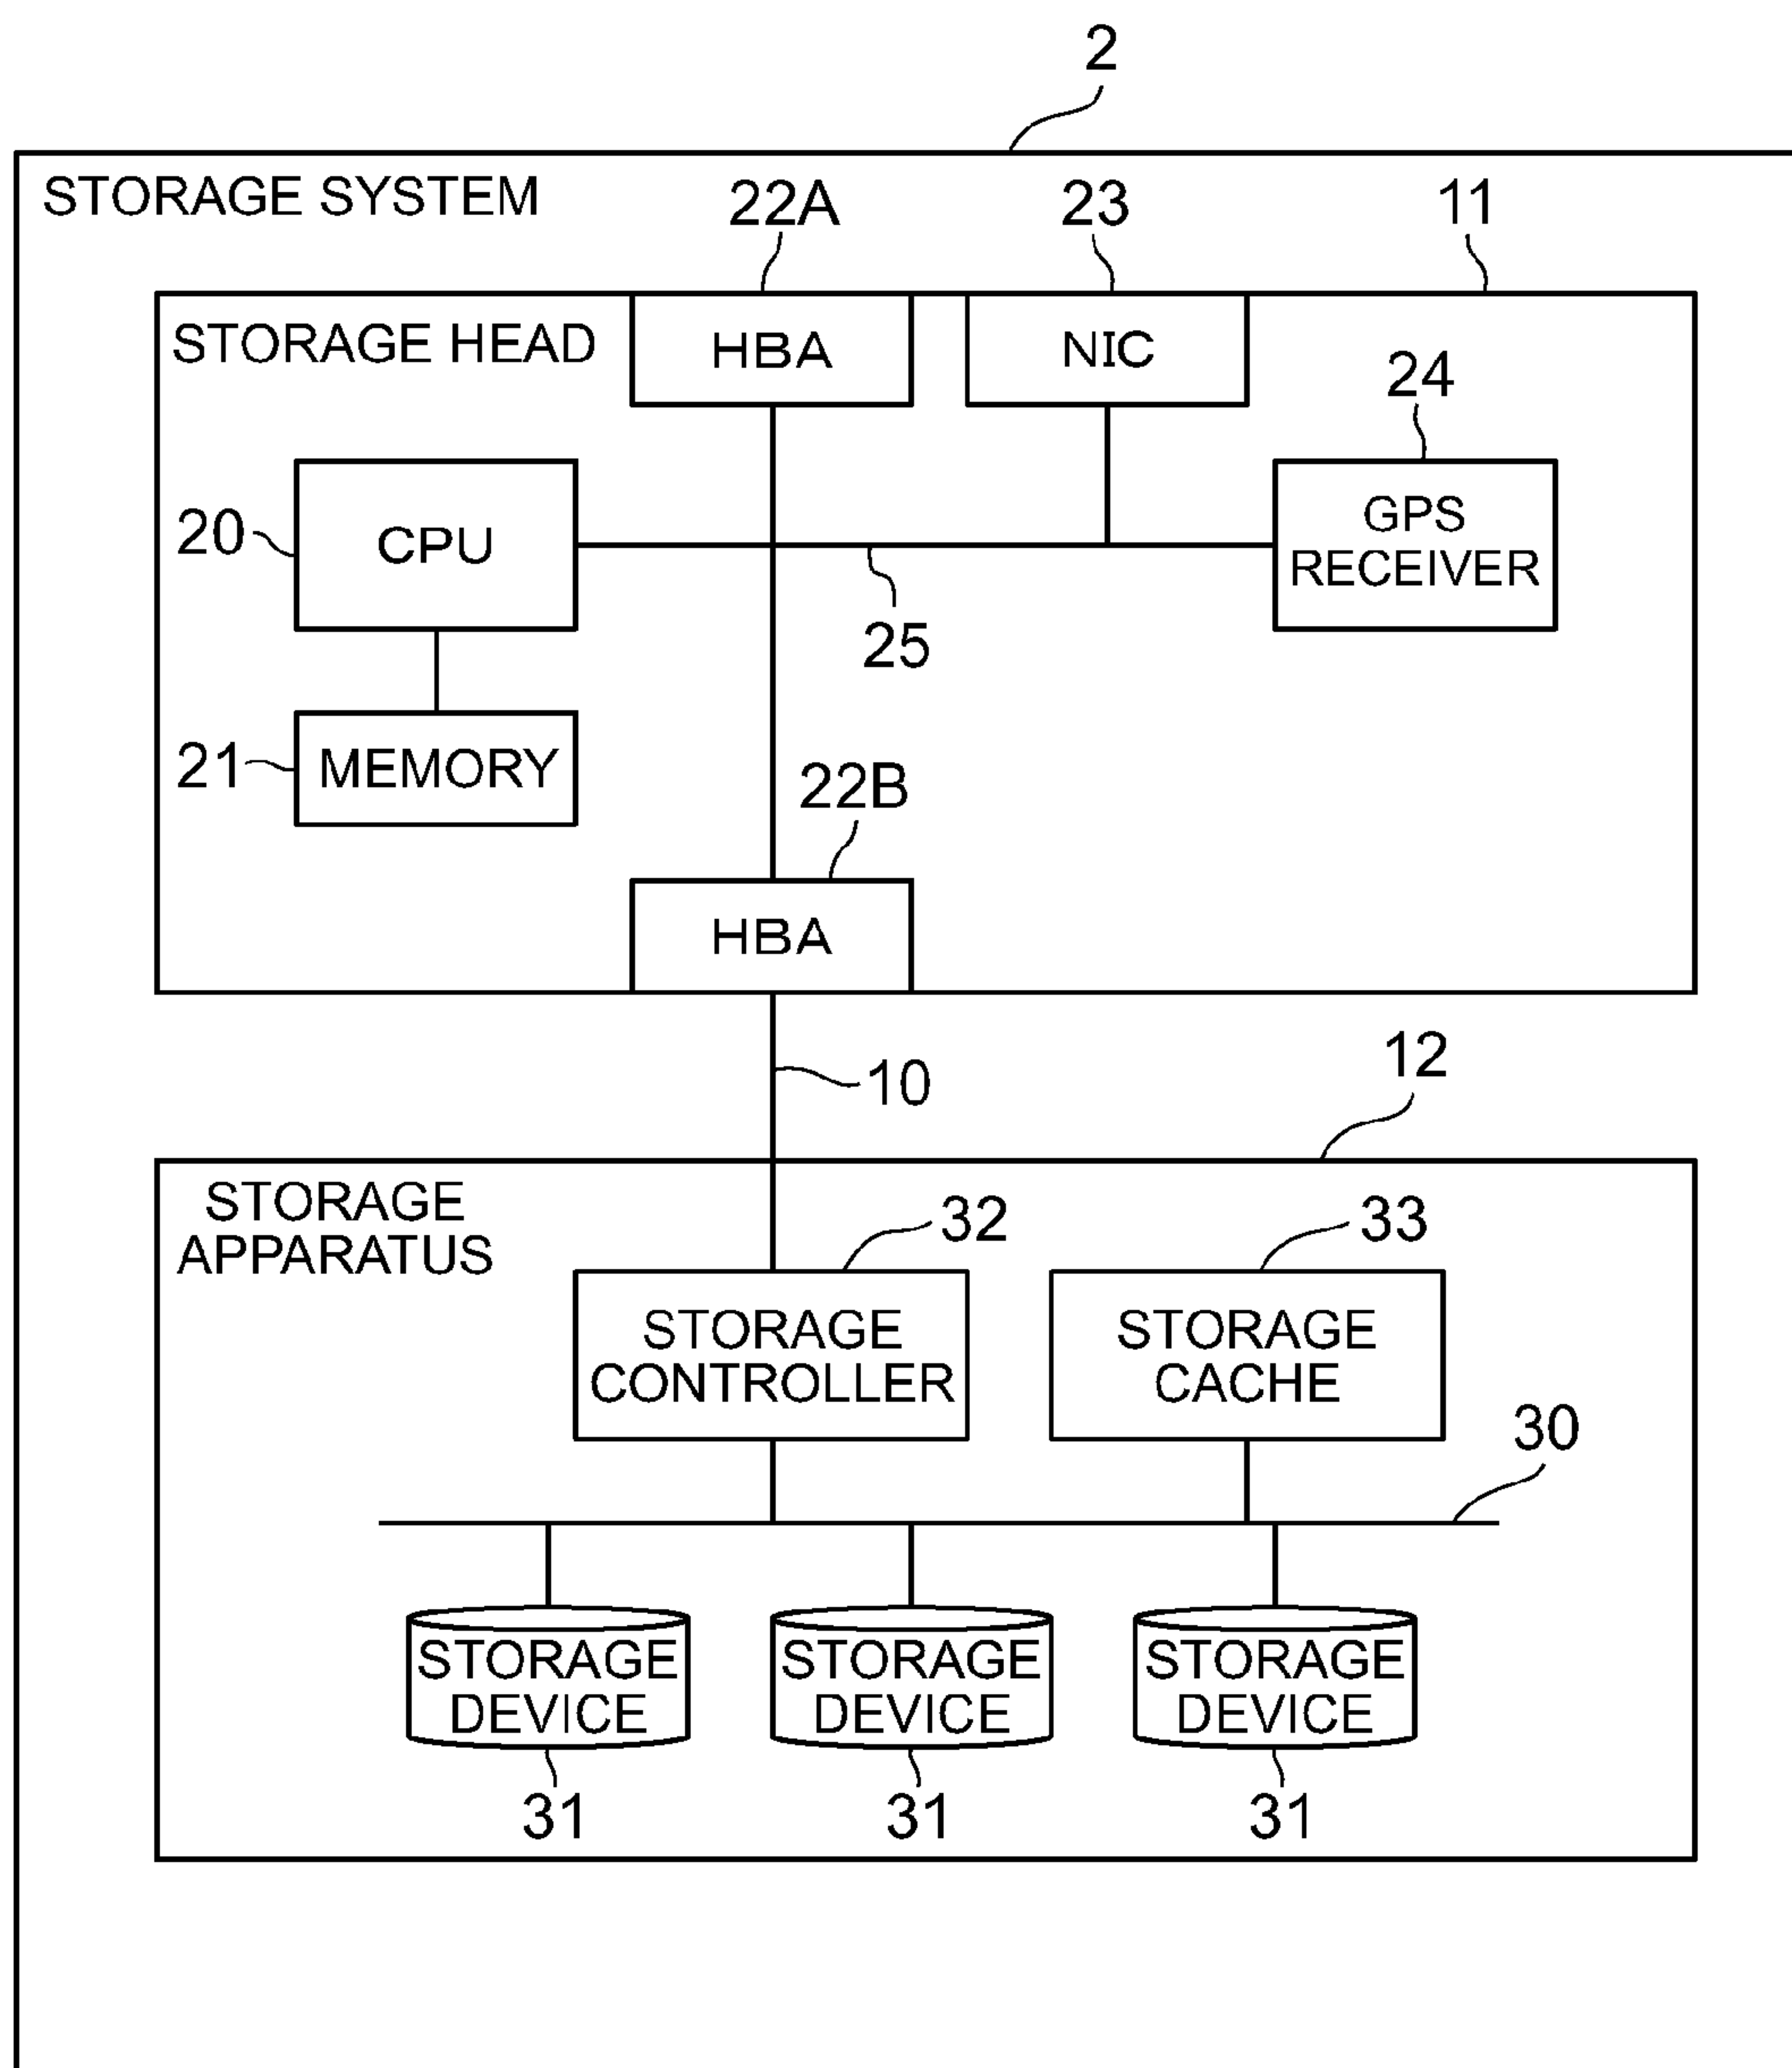 2
STORAGE SYSTEM
22A
23
11
STORAGE HEAD
HBA
NIC
24
20
CPU
GPS
RECEIVER
25
21
MEMORY
22B
HBA
10
12
STORAGE
APPARATUS
32
33
STORAGE
CONTROLLER
STORAGE
CACHE
30
STORAGE
DEVICE
STORAGE
DEVICE
STORAGE
DEVICE
31
31
31